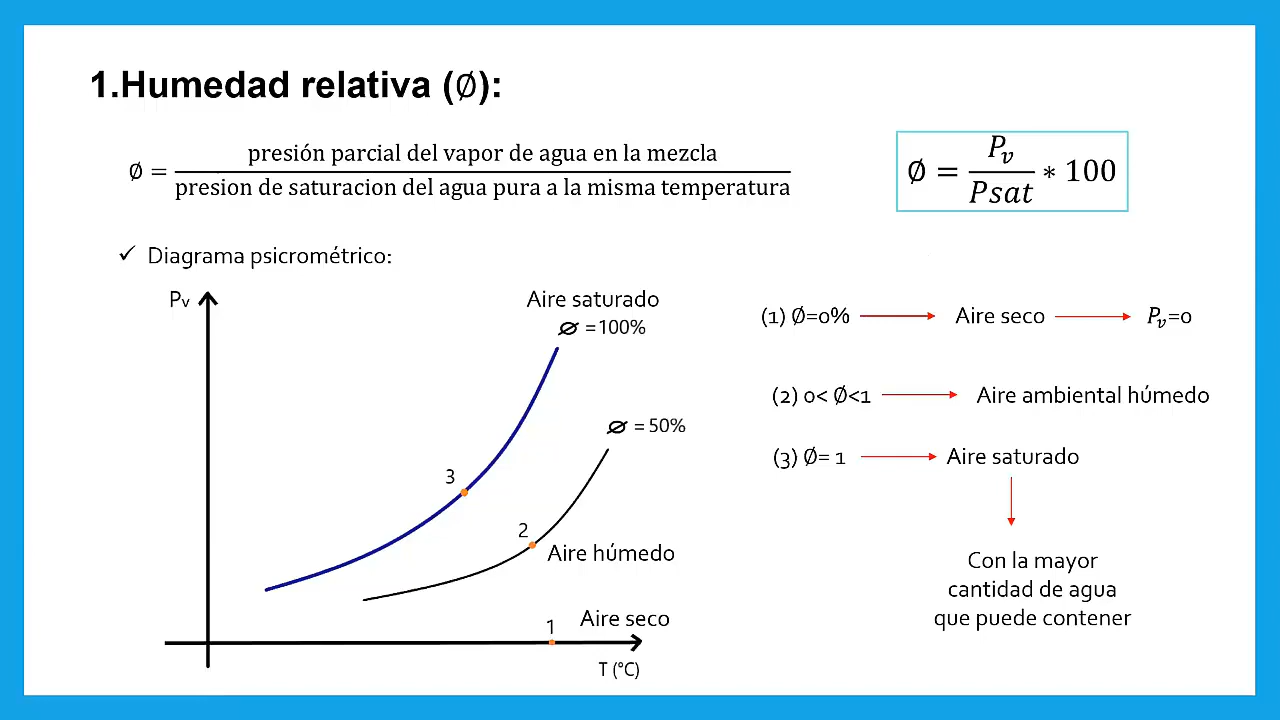 1.Humedad relativa (∅):
∅ = presión parcial del vapor de agua en la mezcla
presion de saturacion del agua pura a la misma temperatura
∅ = Pv / Psat * 100
✓ Diagrama psicrométrico:
Pv
Aire saturado
∅ =100%
∅ = 50%
3
2
Aire húmedo
Aire seco
1
T (°C)
(1) Ø=0% → Aire seco → Pv=0
(2) 0< Ø<1 → Aire ambiental húmedo
(3) Ø= 1 → Aire saturado
Con la mayor
cantidad de agua
que puede contener